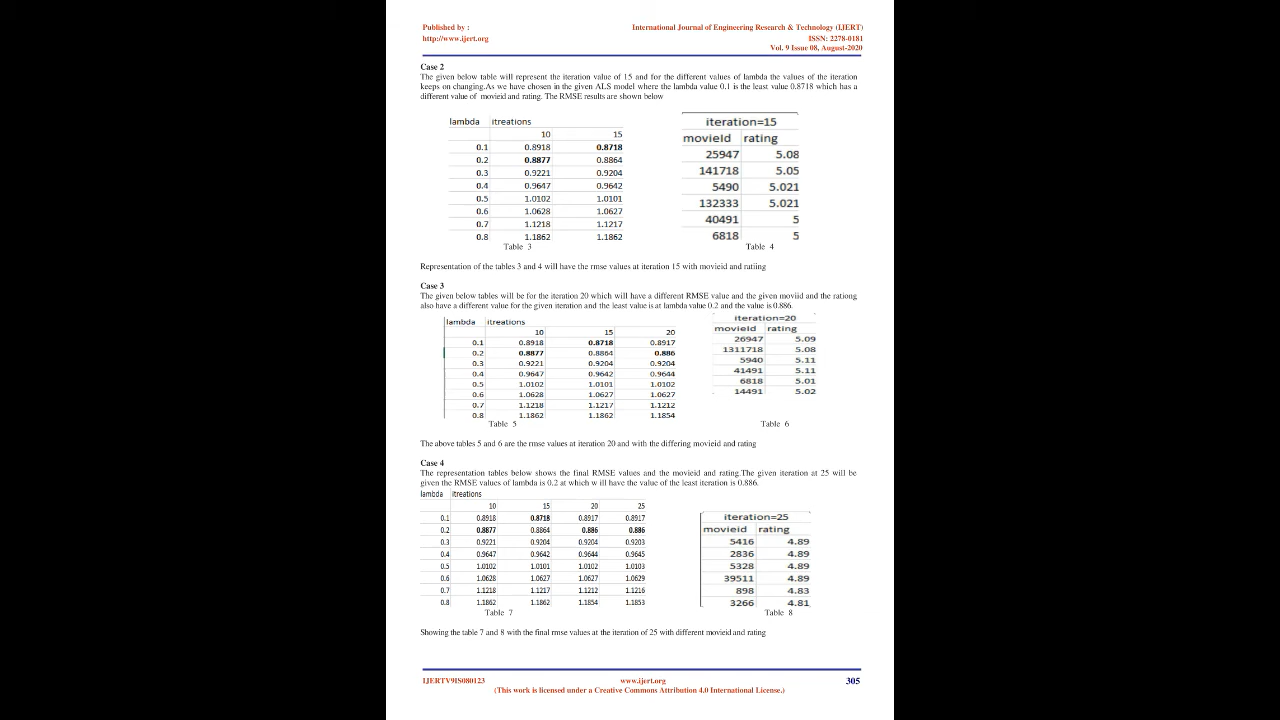 Published by :
International Journal of Engineering Research & Technology (IJERT)
http://www.ijert.org
ISSN: 2278-0181
Vol. 9 Issue 08, August-2020
Case 2
The given below table will represent the iteration value of 15 and for the different values of lambda the values of the iteration
keeps on changing.As we have chosen in the given ALS model where the lambda value 0.1 is the least value 0.8718 which has a
different value of movieid and rating. The RMSE results are shown below
lambda itreations
10 15
0.1 0.8918 0.8718
0.2 0.8877 0.8864
0.3 0.9221 0.9204
0.4 0.9647 0.9642
0.5 1.0102 1.0101
0.6 1.0628 1.0627
0.7 1.1218 1.1217
0.8 1.1862 1.1862
Table 3
iteration=15
movieId rating
25947 5.08
141718 5.05
5490 5.021
132333 5.021
40491 5
6818 5
Table 4
Representation of the tables 3 and 4 will have the rmse values at iteration 15 with movieid and ratiing
Case 3
The given below tables will be for the iteration 20 which will have a different RMSE value and the given moviid and the rationg
also have a different value for the given iteration and the least value is at lambda value 0.2 and the value is 0.886.
lambda itreations
10 15 20
0.1 0.8918 0.8718 0.8917
0.2 0.8877 0.8864 0.886
0.3 0.9221 0.9204 0.9204
0.4 0.9647 0.9642 0.9644
0.5 1.0102 1.0101 1.0102
0.6 1.0628 1.0627 1.0627
0.7 1.1218 1.1217 1.1212
0.8 1.1862 1.1862 1.1854
Table 5
iteration=20
movieId rating
26947 5.09
1311718 5.08
5940 5.11
41491 5.11
6818 5.01
14491 5.02
Table 6
The above tables 5 and 6 are the rmse values at iteration 20 and with the differing movieid and rating
Case 4
The representation tables below shows the final RMSE values and the movieid and rating.The given iteration at 25 will be
given the RMSE values of lambda is 0.2 at which w ill have the value of the least iteration is 0.886.
lambda itreations
10 15 20 25
0.1 0.8918 0.8718 0.8917 0.8917
0.2 0.8877 0.8864 0.886 0.886
0.3 0.9221 0.9204 0.9204 0.9203
0.4 0.9647 0.9642 0.9644 0.9645
0.5 1.0102 1.0101 1.0102 1.0103
0.6 1.0628 1.0627 1.0627 1.0629
0.7 1.1218 1.1217 1.1212 1.1216
0.8 1.1862 1.1862 1.1854 1.1853
Table 7
iteration=25
movieId rating
5416 4.89
2836 4.89
5328 4.89
39511 4.89
898 4.83
3266 4.81
Table 8
Showing the table 7 and 8 with the final rmse values at the iteration of 25 with different movieid and rating
IJERTV9IS080123
www.ijert.org
305
(This work is licensed under a Creative Commons Attribution 4.0 International License.)